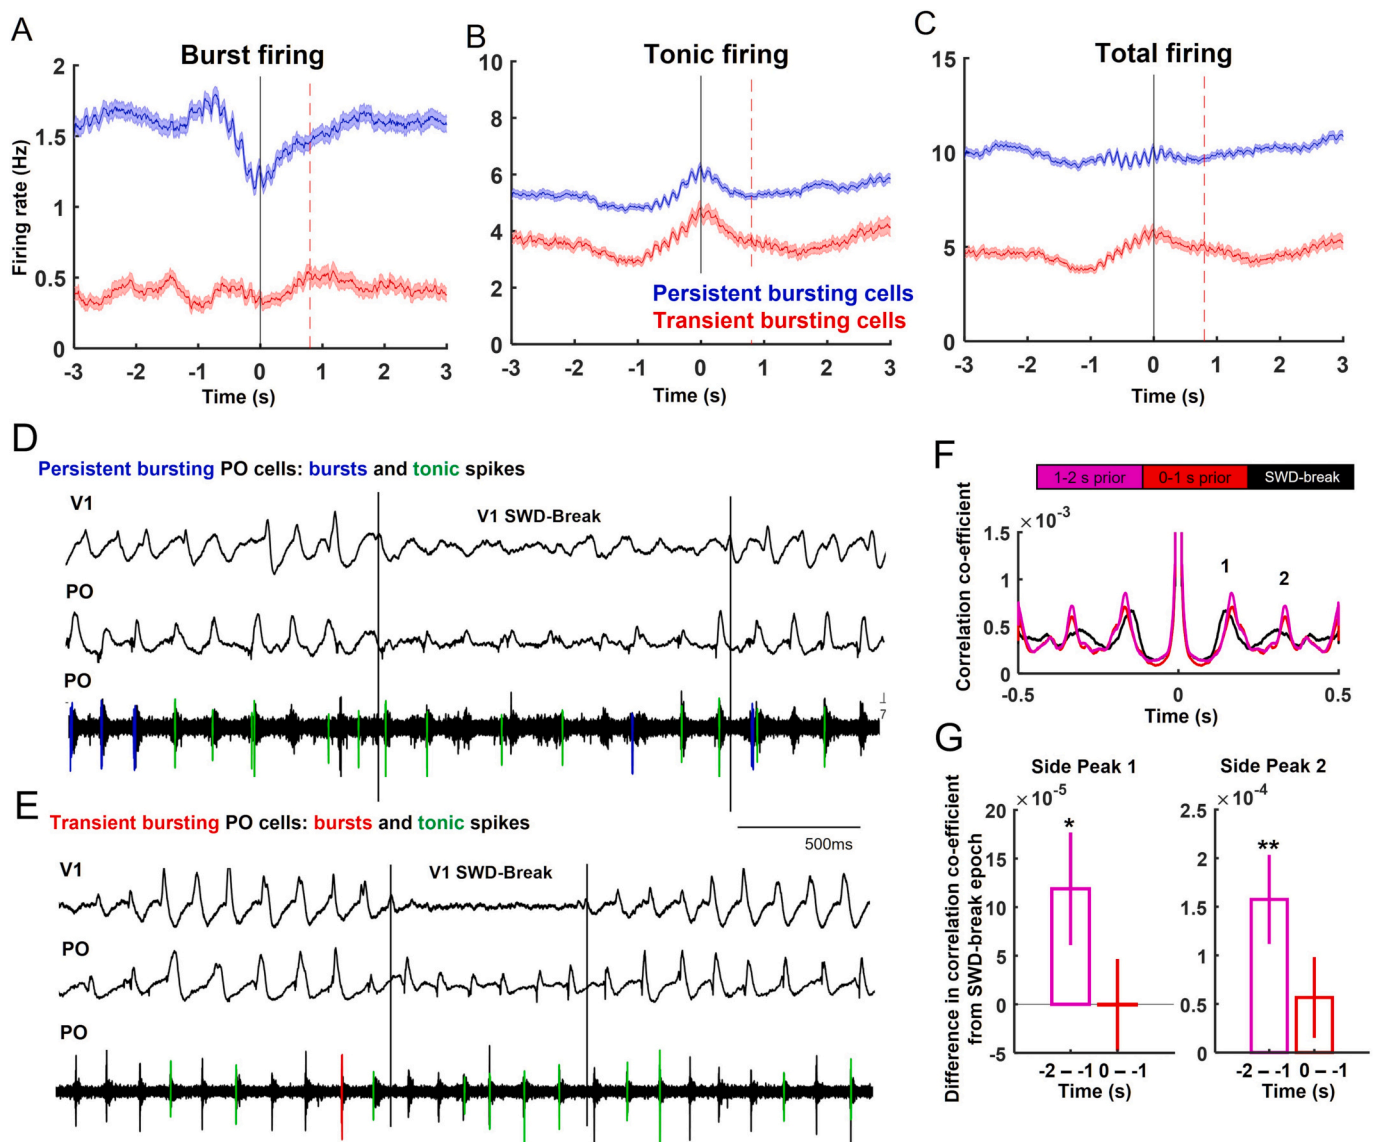 A
Burst firing
Firing rate (Hz)
2
1.5
1
0.5
0
-3 -2 -1 0 1 2 3
Time (s)
B
Tonic firing
10
8
6
4
2
0
Persistent bursting cells
Transient bursting cells
-3 -2 -1 0 1 2 3
Time (s)
C
Total firing
15
10
5
0
-3 -2 -1 0 1 2 3
Time (s)
D
Persistent bursting PO cells: bursts and tonic spikes
V1
V1 SWD-Break
PO
PO
7
E
Transient bursting PO cells: bursts and tonic spikes
500ms
V1
V1 SWD-Break
PO
PO
F
1-2 s prior 0-1 s prior SWD-break
×10-3
Correlation co-efficient
1.5
1
0.5
0
1
2
-0.5 0 0.5
Time (s)
G
Difference in correlation co-efficient
from SWD-break epoch
Side Peak 1
20 ×10-5
15
10
5
0
-5
*
-2 – -1 0 – -1
Time (s)
Side Peak 2
2.5 ×10-4
2
1.5
1
0.5
0
**
-2 – -1 0 – -1
Time (s)